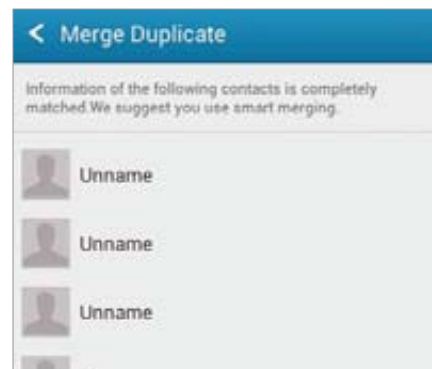 Merge Duplicate
Information of the following contacts is completely
matched.We suggest you use smart merging.
Unname
Unname
Unname